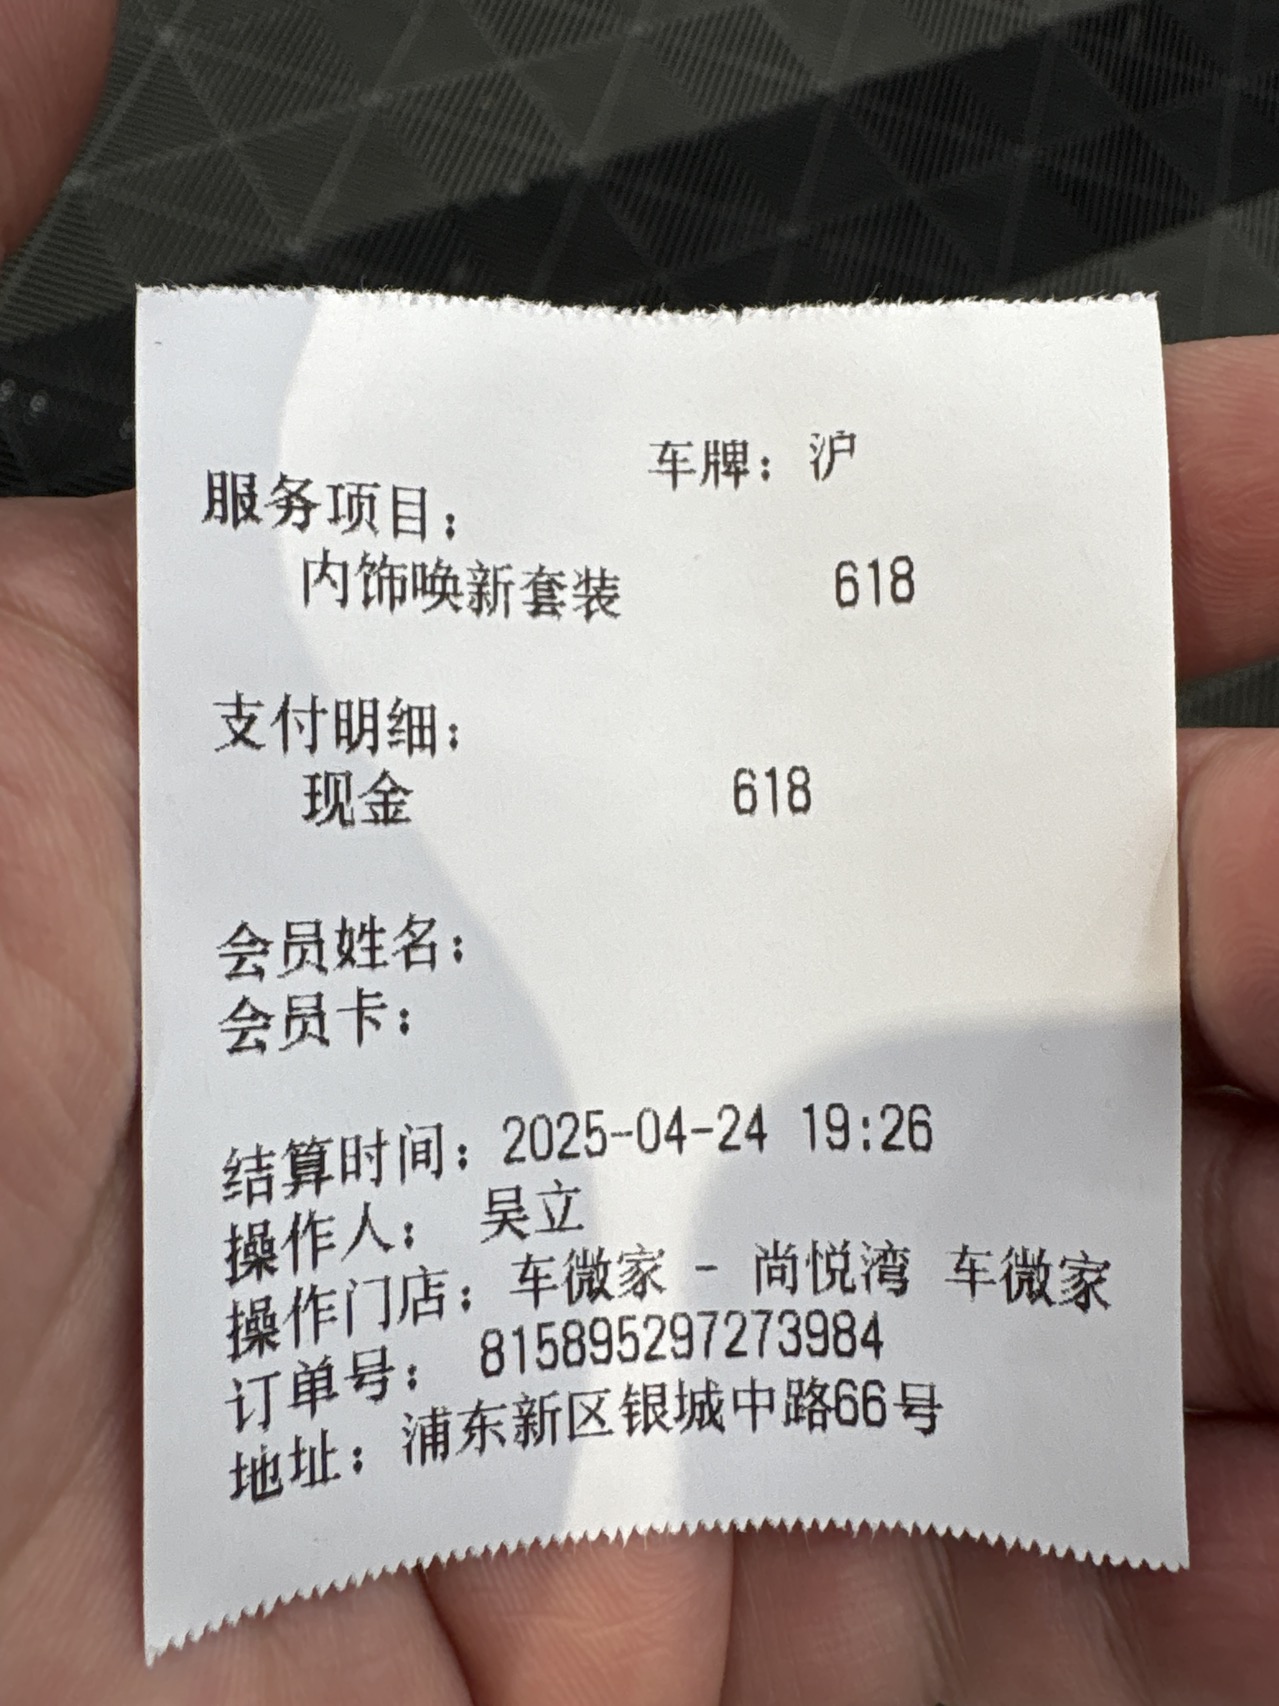 车牌：沪
服务项目：
内饰唤新套装 618
支付明细：
现金 618
会员姓名：
会员卡：
结算时间：2025-04-24 19:26
操作人： 吴立
操作门店：车微家 - 尚悦湾 车微家
订单号： 815895297273984
地址：浦东新区银城中路66号